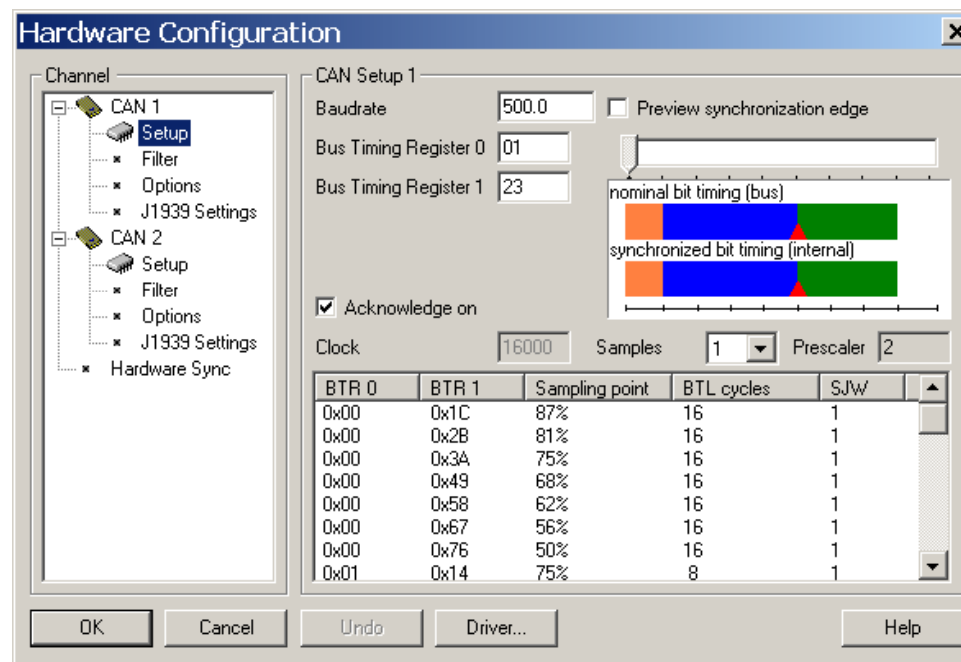 Hardware Configuration
Channel
CAN 1
Setup
Filter
Options
J1939 Settings
CAN 2
Setup
Filter
Options
J1939 Settings
Hardware Sync
CAN Setup 1
Baudrate 500.0 Preview synchronization edge
Bus Timing Register 0 01
Bus Timing Register 1 23
nominal bit timing (bus)
synchronized bit timing (internal)
Acknowledge on
Clock 16000 Samples 1 Prescaler 2
BTR 0 BTR 1 Sampling point BTL cycles SJW
0x00 0x1C 87% 16 1
0x00 0x2B 81% 16 1
0x00 0x3A 75% 16 1
0x00 0x49 68% 16 1
0x00 0x58 62% 16 1
0x00 0x67 56% 16 1
0x00 0x76 50% 16 1
0x01 0x14 75% 8 1
OK Cancel Undo Driver... Help